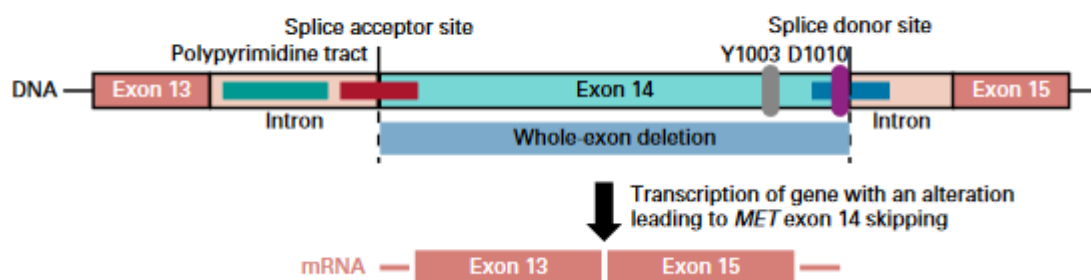 Splice acceptor site
Splice donor site
Polypyrimidine tract
Y1003 D1010
DNA
Exon 13
Exon 14
Exon 15
Intron
Intron
Whole-exon deletion
Transcription of gene with an alteration
leading to MET exon 14 skipping
mRNA
Exon 13
Exon 15